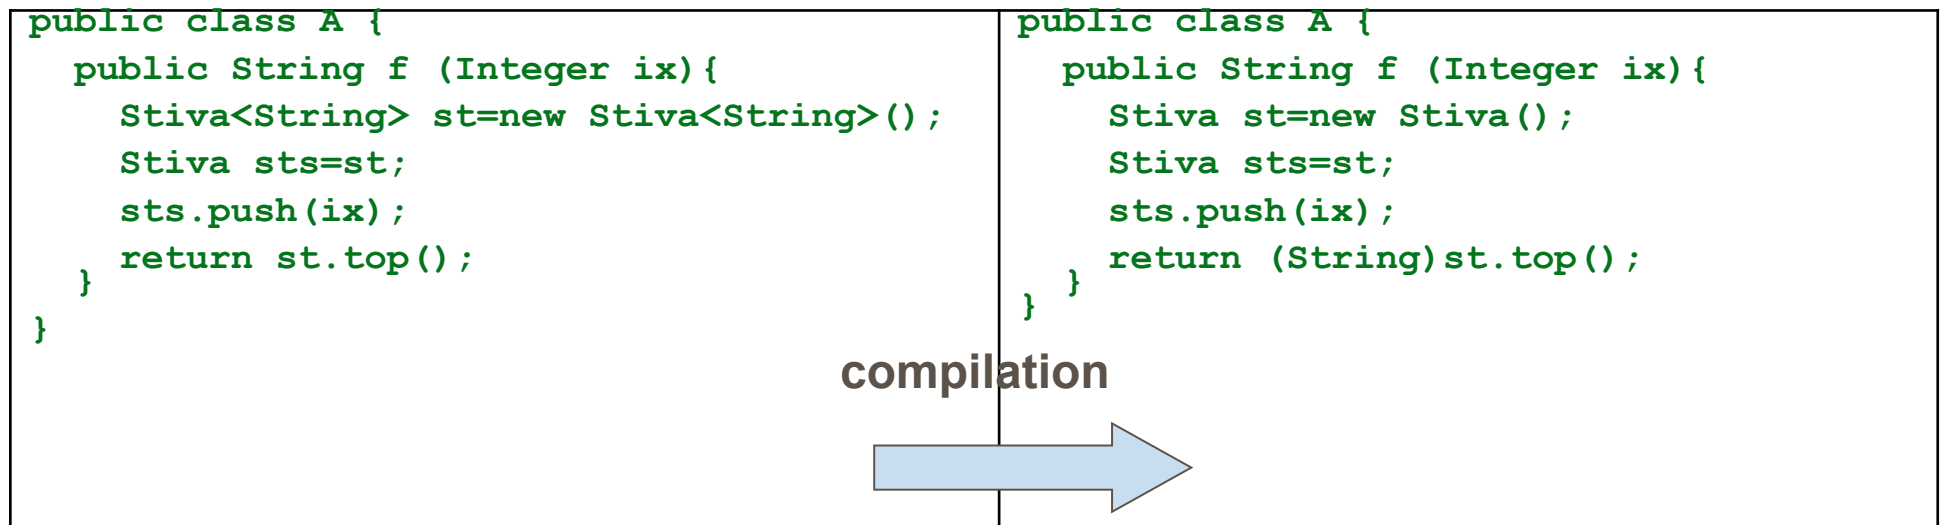 public class A {
public String f (Integer ix){
Stiva<String> st=new Stiva<String>();
Stiva sts=st;
sts.push(ix);
return st.top();
}
}
public class A {
public String f (Integer ix){
Stiva st=new Stiva();
Stiva sts=st;
sts.push(ix);
return (String)st.top();
}
}
compilation